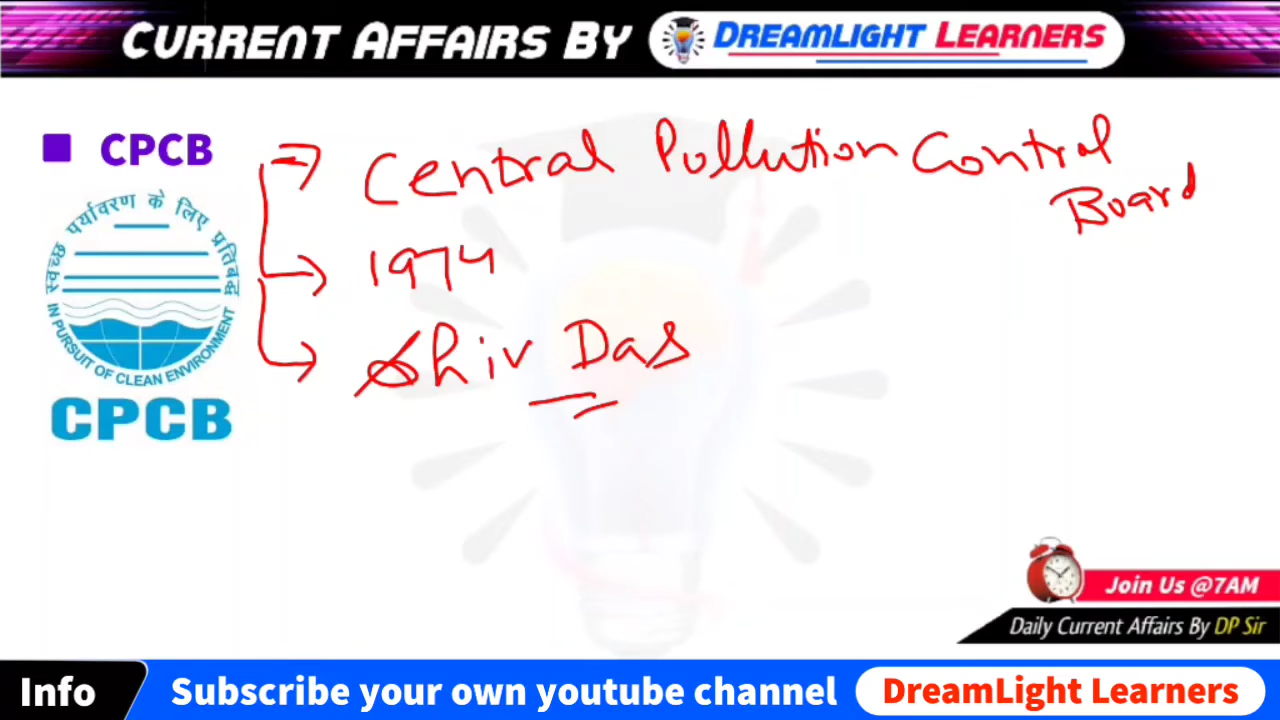 CURRENT AFFAIRS BY DREAMLIGHT LEARNERS
CPCB
Central Pollution Control
Board
स्वच्छ पर्यावरण के लिए प्रतिबद्ध
IN PURSUIT OF CLEAN ENVIRONMENT
CPCB
1974
Shiv Das
Join Us @7AM
Daily Current Affairs By DP Sir
Info
Subscribe your own youtube channel
DreamLight Learners